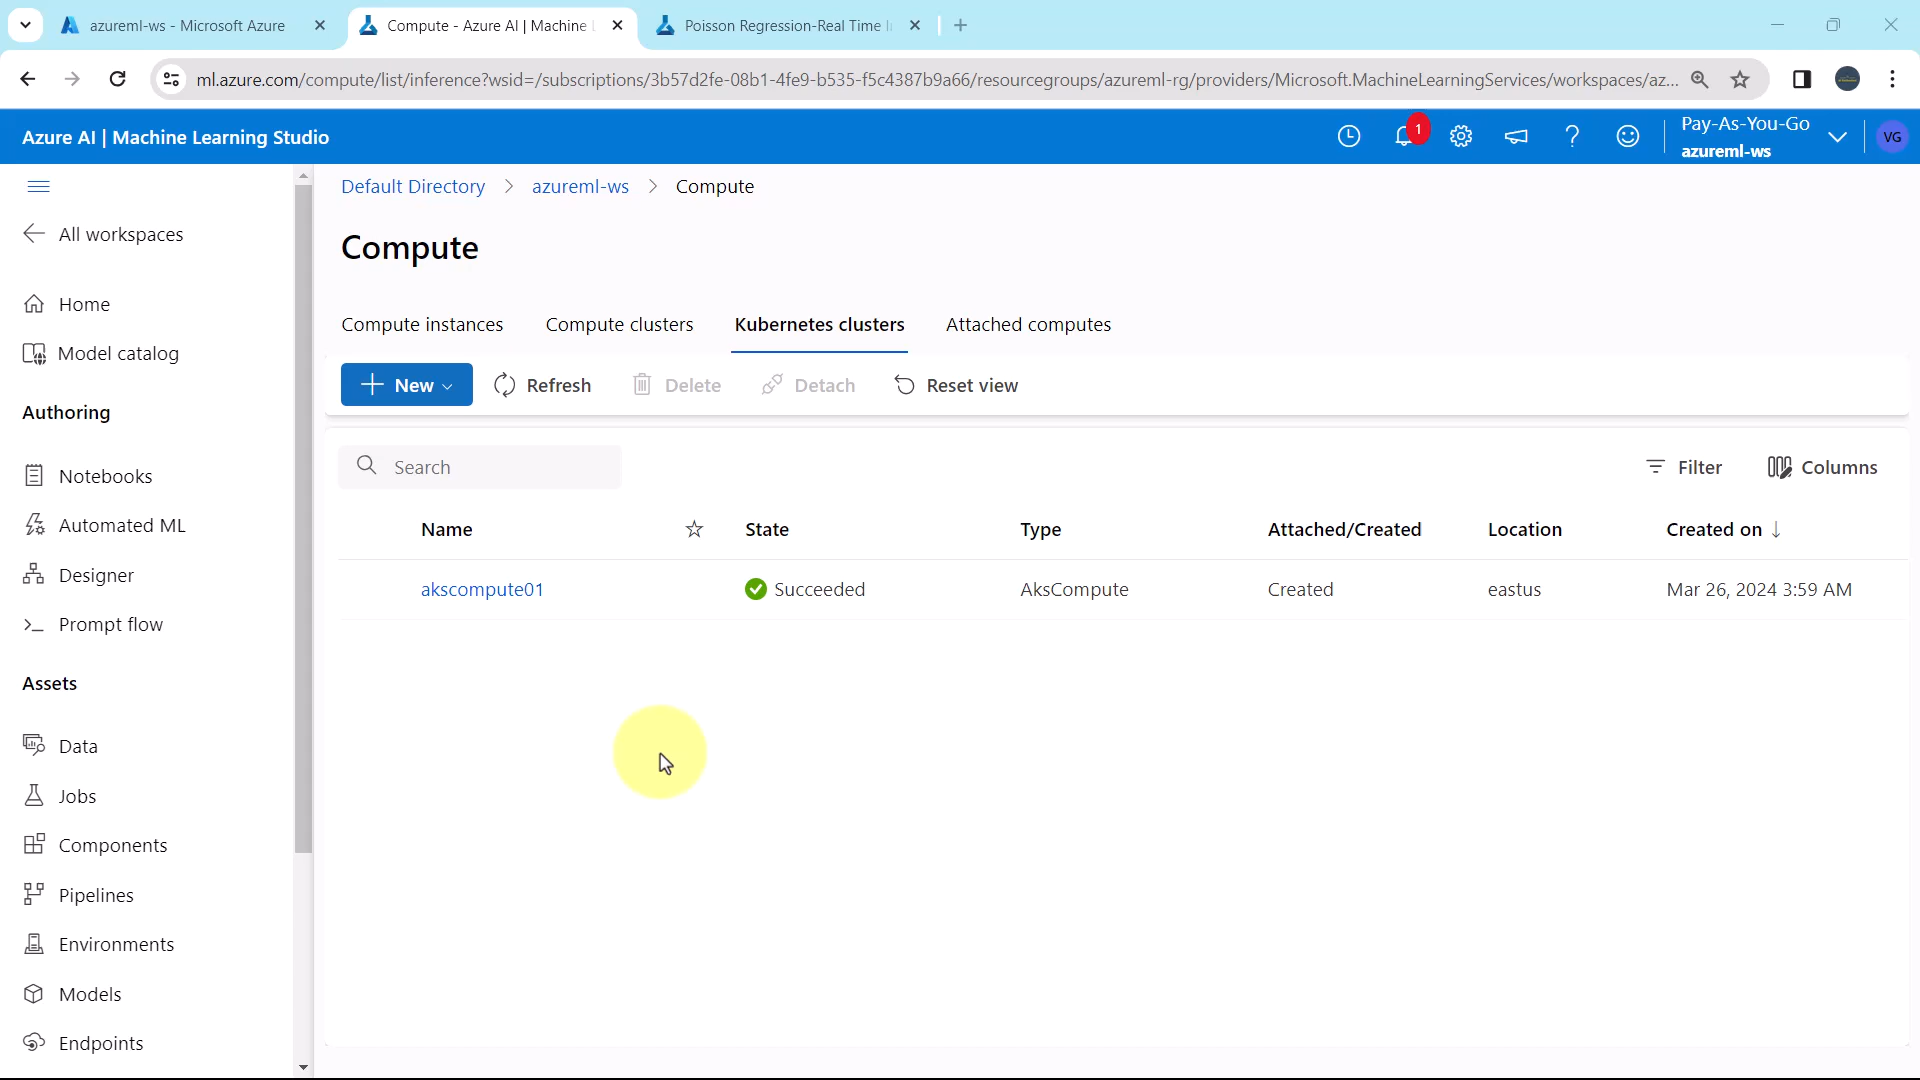 azureml-ws - Microsoft Azure
Compute - Azure AI | Machine L
Poisson Regression-Real Time I
ml.azure.com/compute/list/inference?wsid=/subscriptions/3b57d2fe-08b1-4fe9-b535-f5c4387b9a66/resourcegroups/azureml-rg/providers/Microsoft.MachineLearningServices/workspaces/az...
Azure AI | Machine Learning Studio
1
Pay-As-You-Go
azureml-ws
VG
All workspaces
Home
Model catalog
Authoring
Notebooks
Automated ML
Designer
Prompt flow
Assets
Data
Jobs
Components
Pipelines
Environments
Models
Endpoints
Default Directory > azureml-ws > Compute
Compute
Compute instances Compute clusters Kubernetes clusters Attached computes
New Refresh Delete Detach Reset view
Search Filter Columns
Name State Type Attached/Created Location Created on ↓
akscompute01 Succeeded AksCompute Created eastus Mar 26, 2024 3:59 AM